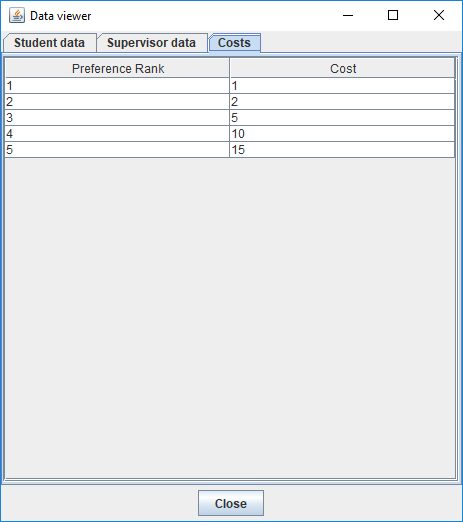 Data viewer
Student data Supervisor data Costs
Preference Rank Cost
1 1
2 2
3 5
4 10
5 15
Close